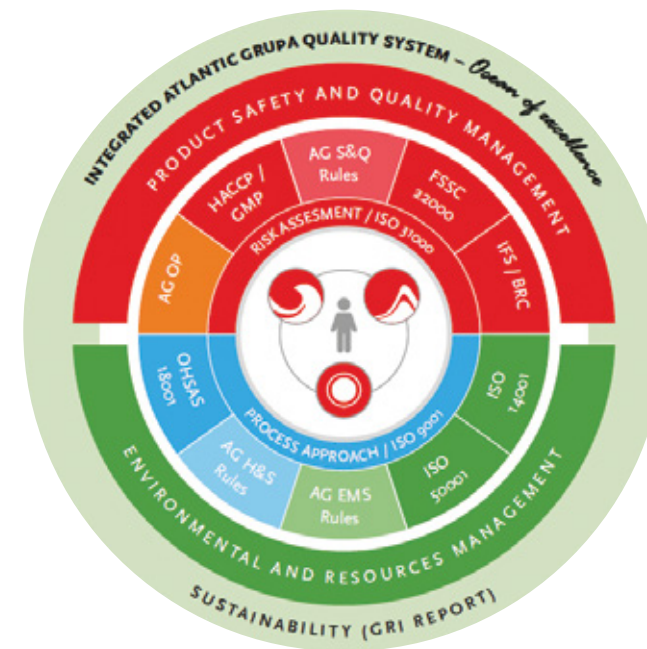 INTEGRATED ATLANTIC GRUPA QUALITY SYSTEM – Ocean of excellence
PRODUCT SAFETY AND QUALITY MANAGEMENT
AG OP
HACCP /
GMP
AG S&Q
Rules
FSSC
22000
IFS / BRC
RISK ASSESMENT / ISO 31000
PROCESS APPROACH / ISO 9001
OHSAS
18001
AG H&S
Rules
AG EMS
Rules
ISO
50001
ISO
14001
ENVIRONMENTAL AND RESOURCES MANAGEMENT
SUSTAINABILITY (GRI REPORT)